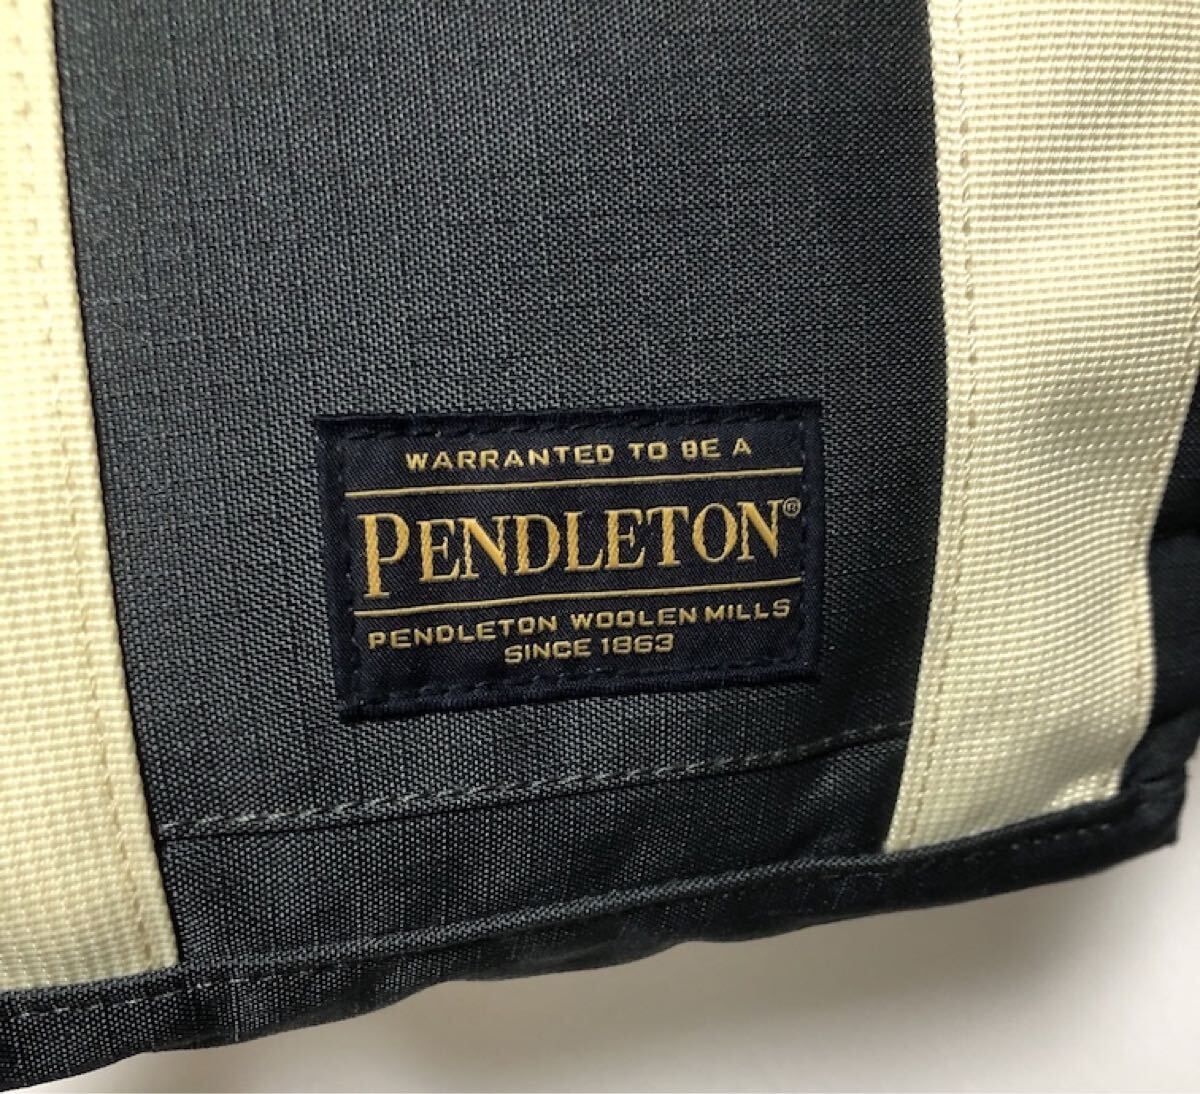 WARRANTED TO BE A
PENDLETON®
PENDLETON WOOLEN MILLS
SINCE 1863